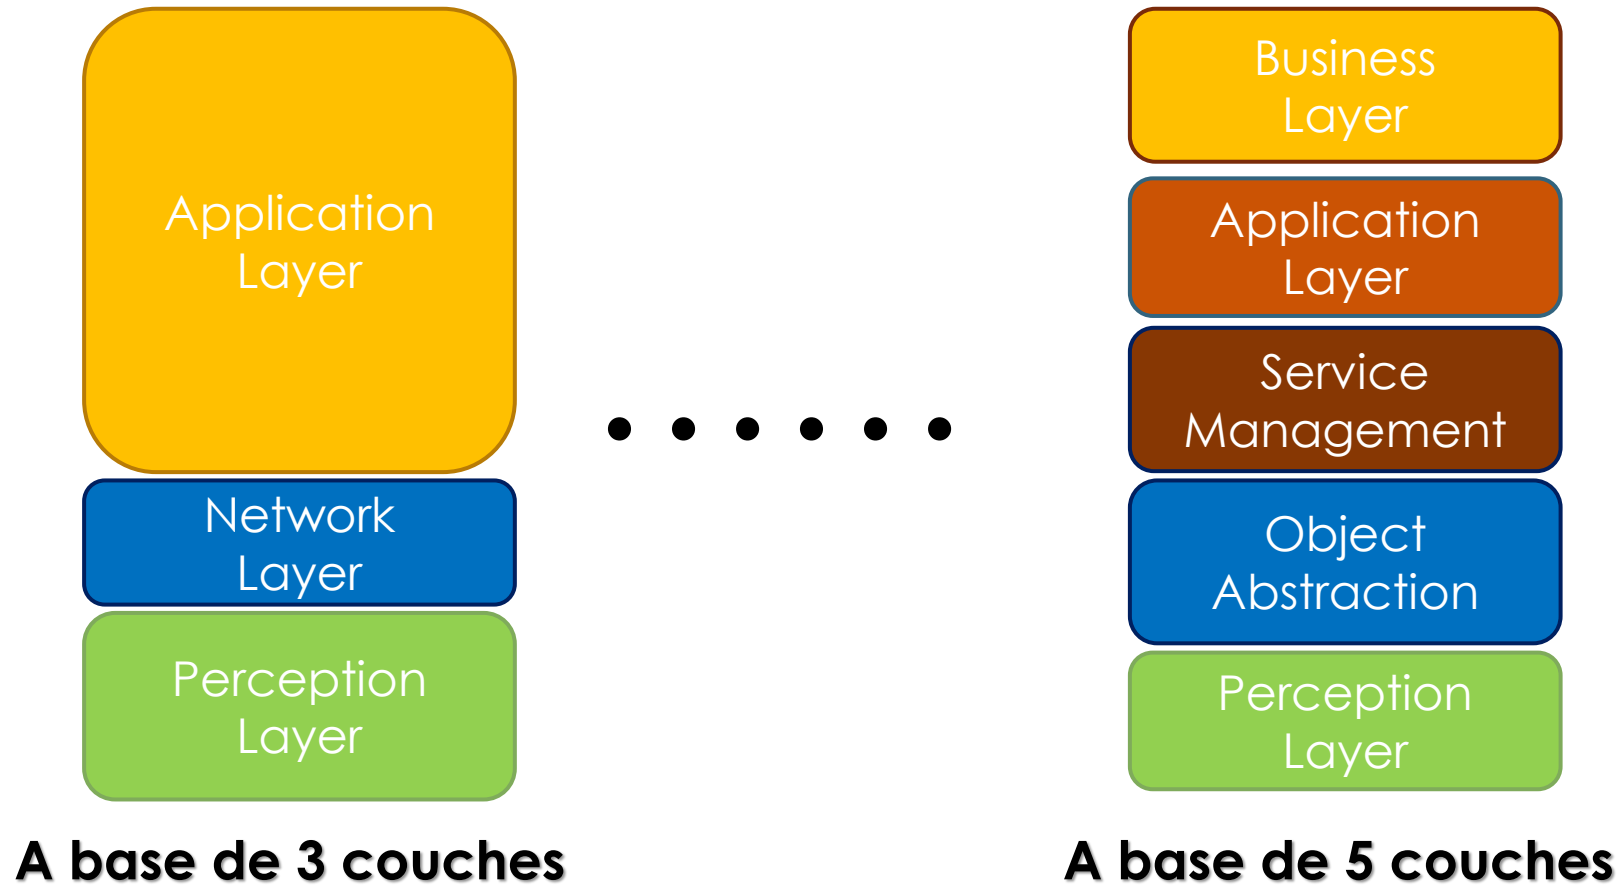 Application
Layer
Network
Layer
Perception
Layer
A base de 3 couches
Business
Layer
Application
Layer
Service
Management
Object
Abstraction
Perception
Layer
A base de 5 couches